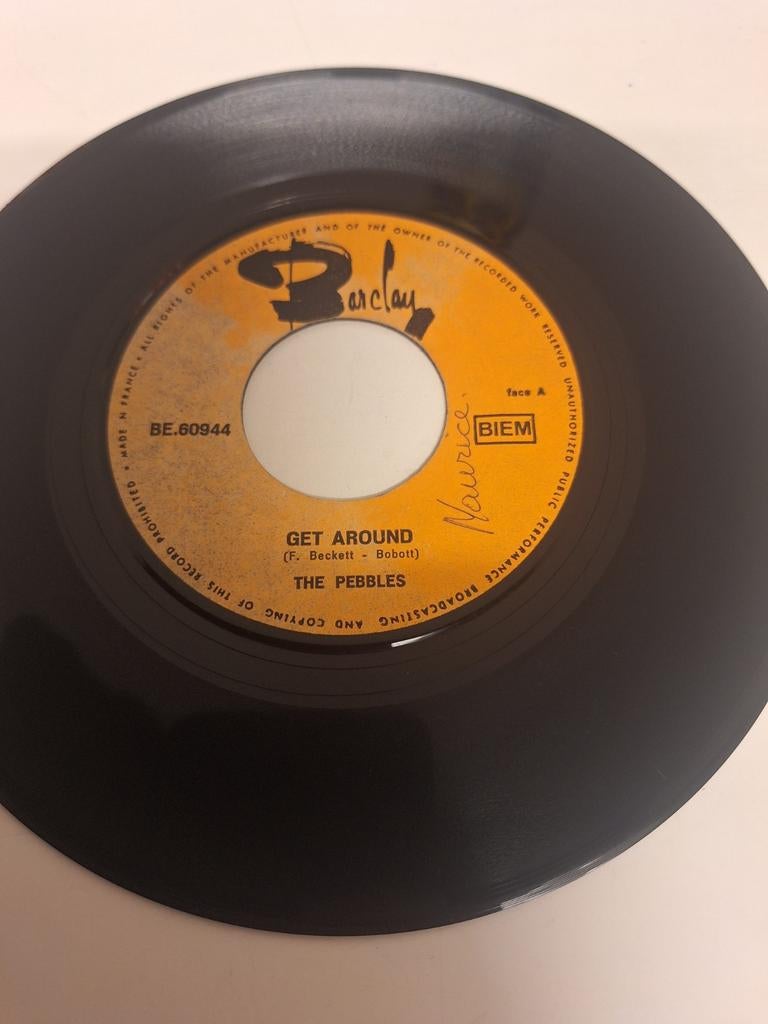 • MADE IN FRANCE • ALL RIGHTS OF THE MANUFACTURER AND OF THE OWNER OF THE RECORDED WORK RESERVED UNAUTHORIZED PUBLIC PERFORMANCE BROADCASTING AND COPYING OF THIS RECORD PROHIBITED
Barclay
face A
BE.60944
BIEM
Maurice.
GET AROUND
(F. Beckett - Bobott)
THE PEBBLES